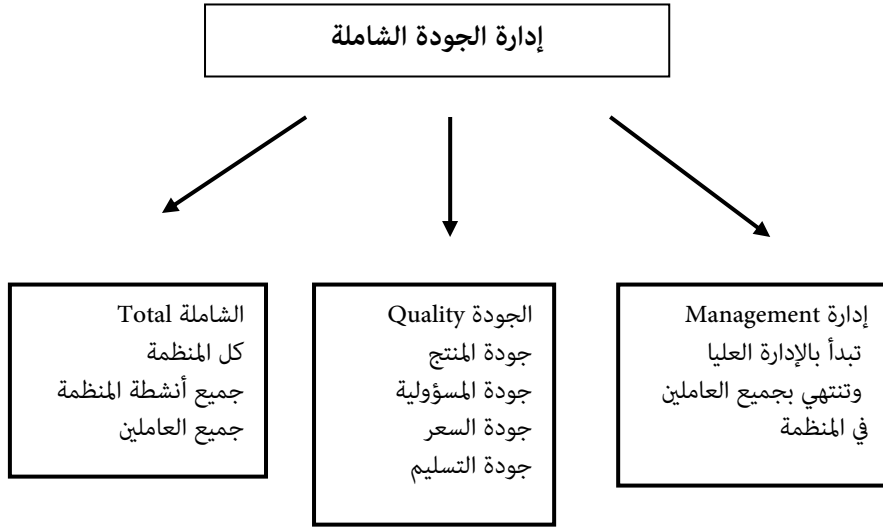 إدارة الجودة الشاملة
إدارة Management
تبدأ بالإدارة العليا
وتنتهي بجميع العاملين
في المنظمة
الجودة Quality
جودة المنتج
جودة المسؤولية
جودة السعر
جودة التسليم
الشاملة Total
كل المنظمة
جميع أنشطة المنظمة
جميع العاملين